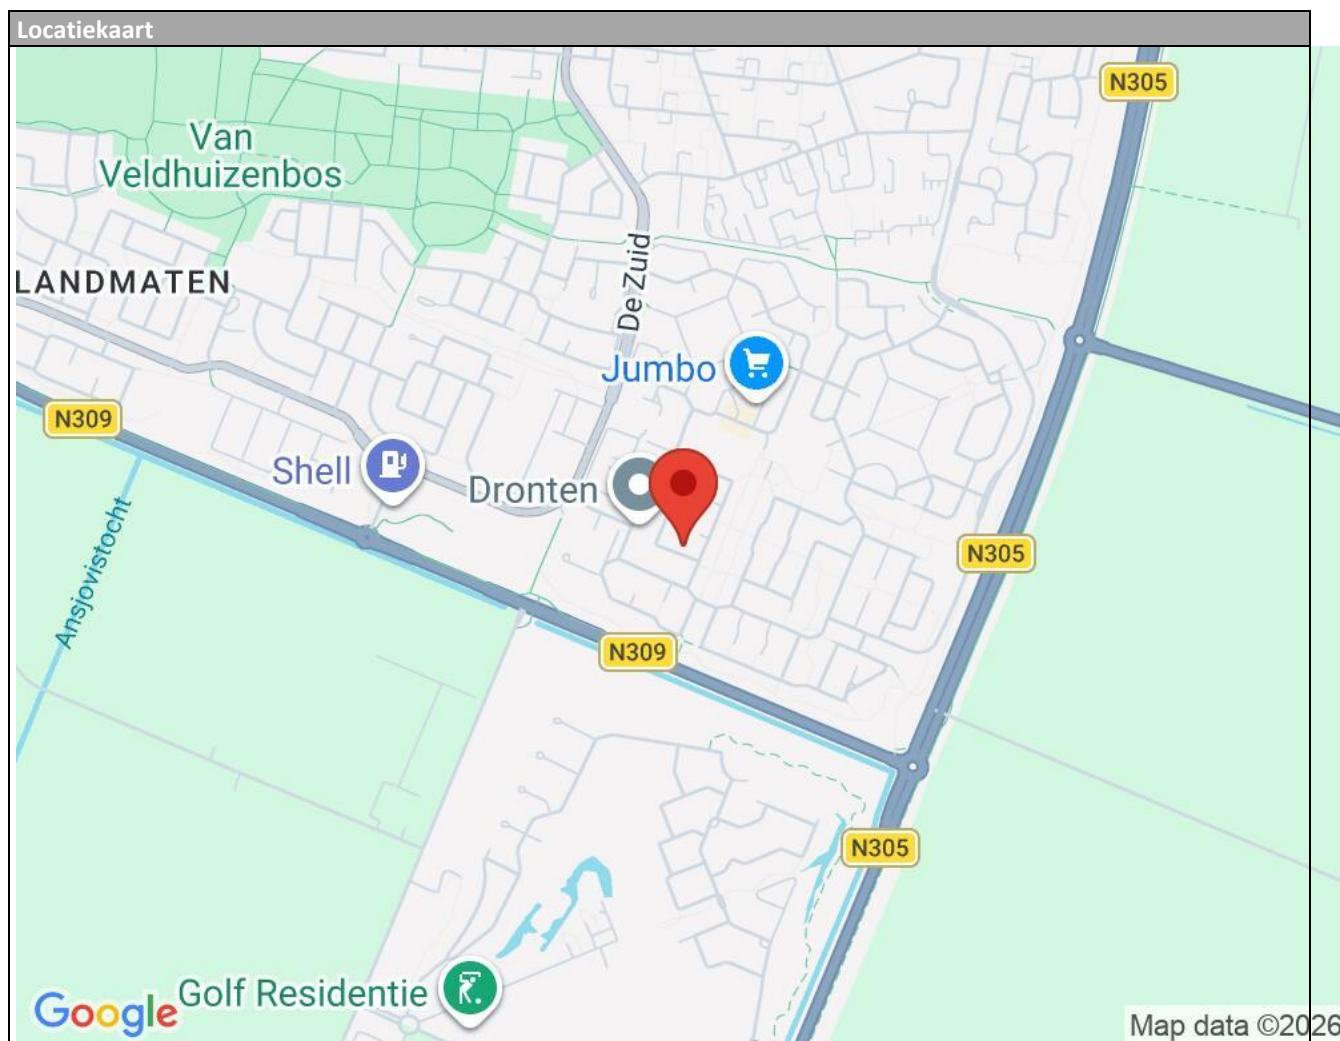 Locatiekaart
N305
Van
Veldhuizenbos
LANDMATEN
De Zuid
Jumbo
N309
Shell
Dronten
Ansjovistocht
N305
N309
N305
Golf Residentie
Google
Map data ©2026